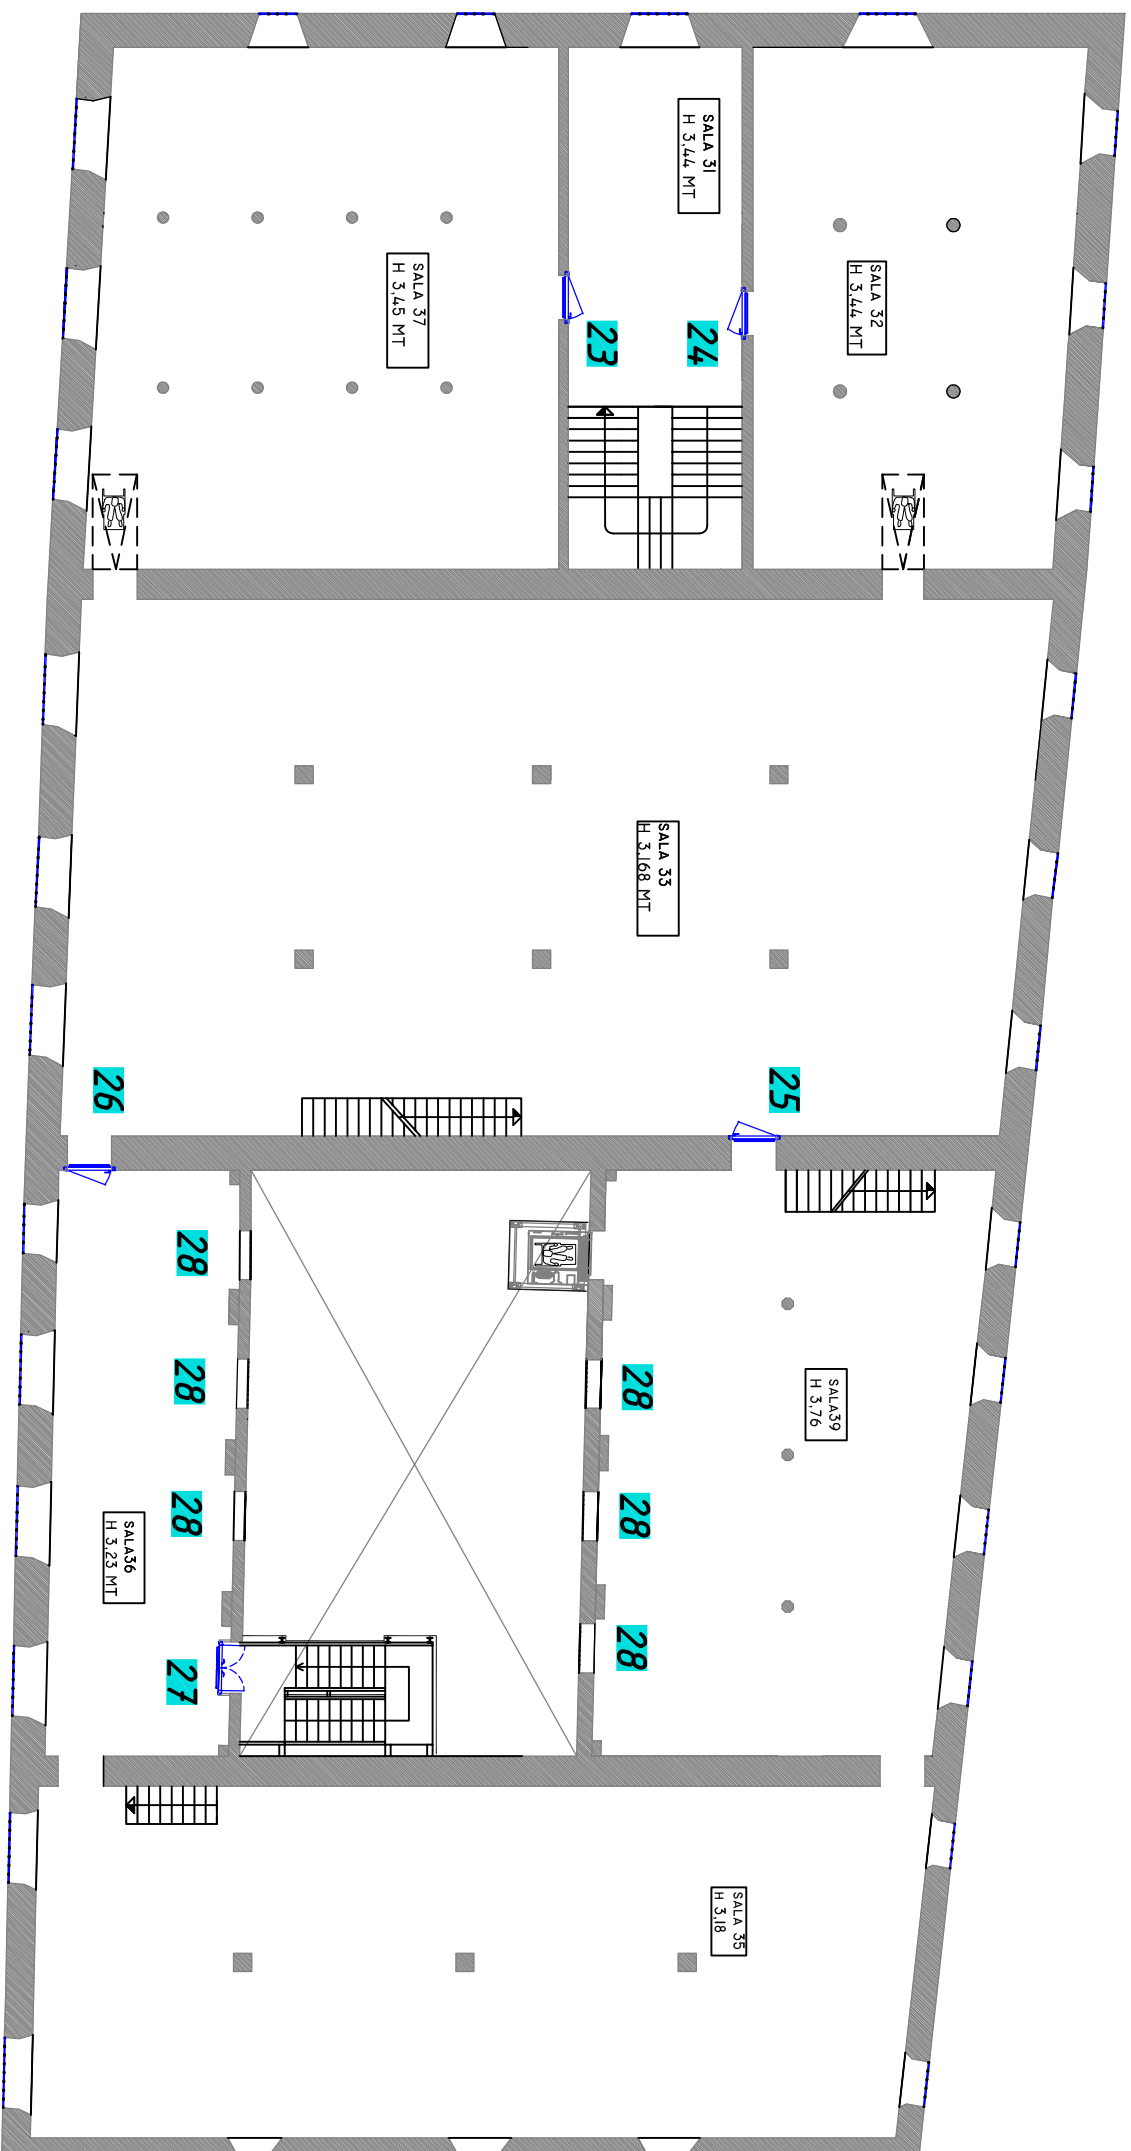 SALA 31
H 3,44 MT
SALA 37
H 3,45 MT
SALA 32
H 3,44 MT
23
24
SALA 33
H 3,168 MT
26
25
28
28
28
SALA39
H 3,76
28
28
SALA36
H 3,23 MT
28
27
SALA 35
H 3,18